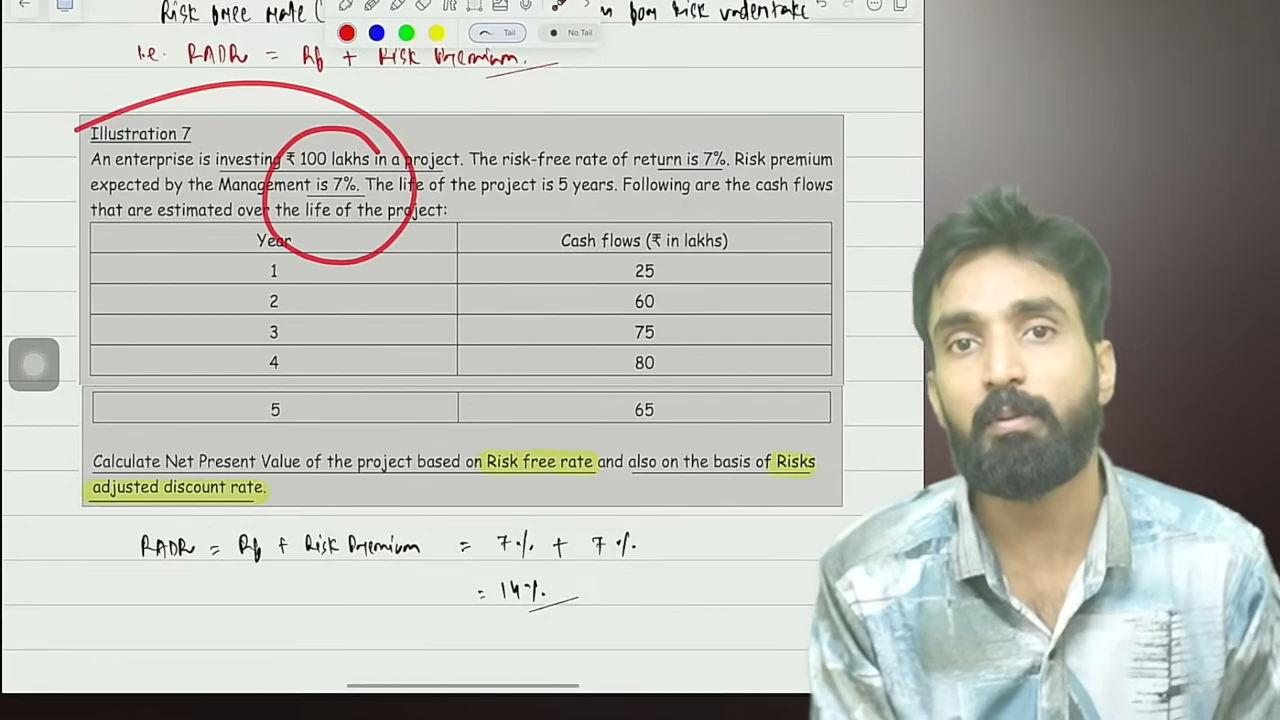 Risk free rate ( from risk undertake
Tail
No Tail
i.e. RADR = Rf + Risk Premium.
Illustration 7
An enterprise is investing ₹ 100 lakhs in a project. The risk-free rate of return is 7%. Risk premium
expected by the Management is 7%. The life of the project is 5 years. Following are the cash flows
that are estimated over the life of the project:
Year Cash flows (₹ in lakhs)
1 25
2 60
3 75
4 80
5 65
Calculate Net Present Value of the project based on Risk free rate and also on the basis of Risks
adjusted discount rate.
RADR = Rf + Risk Premium = 7% + 7%
= 14%